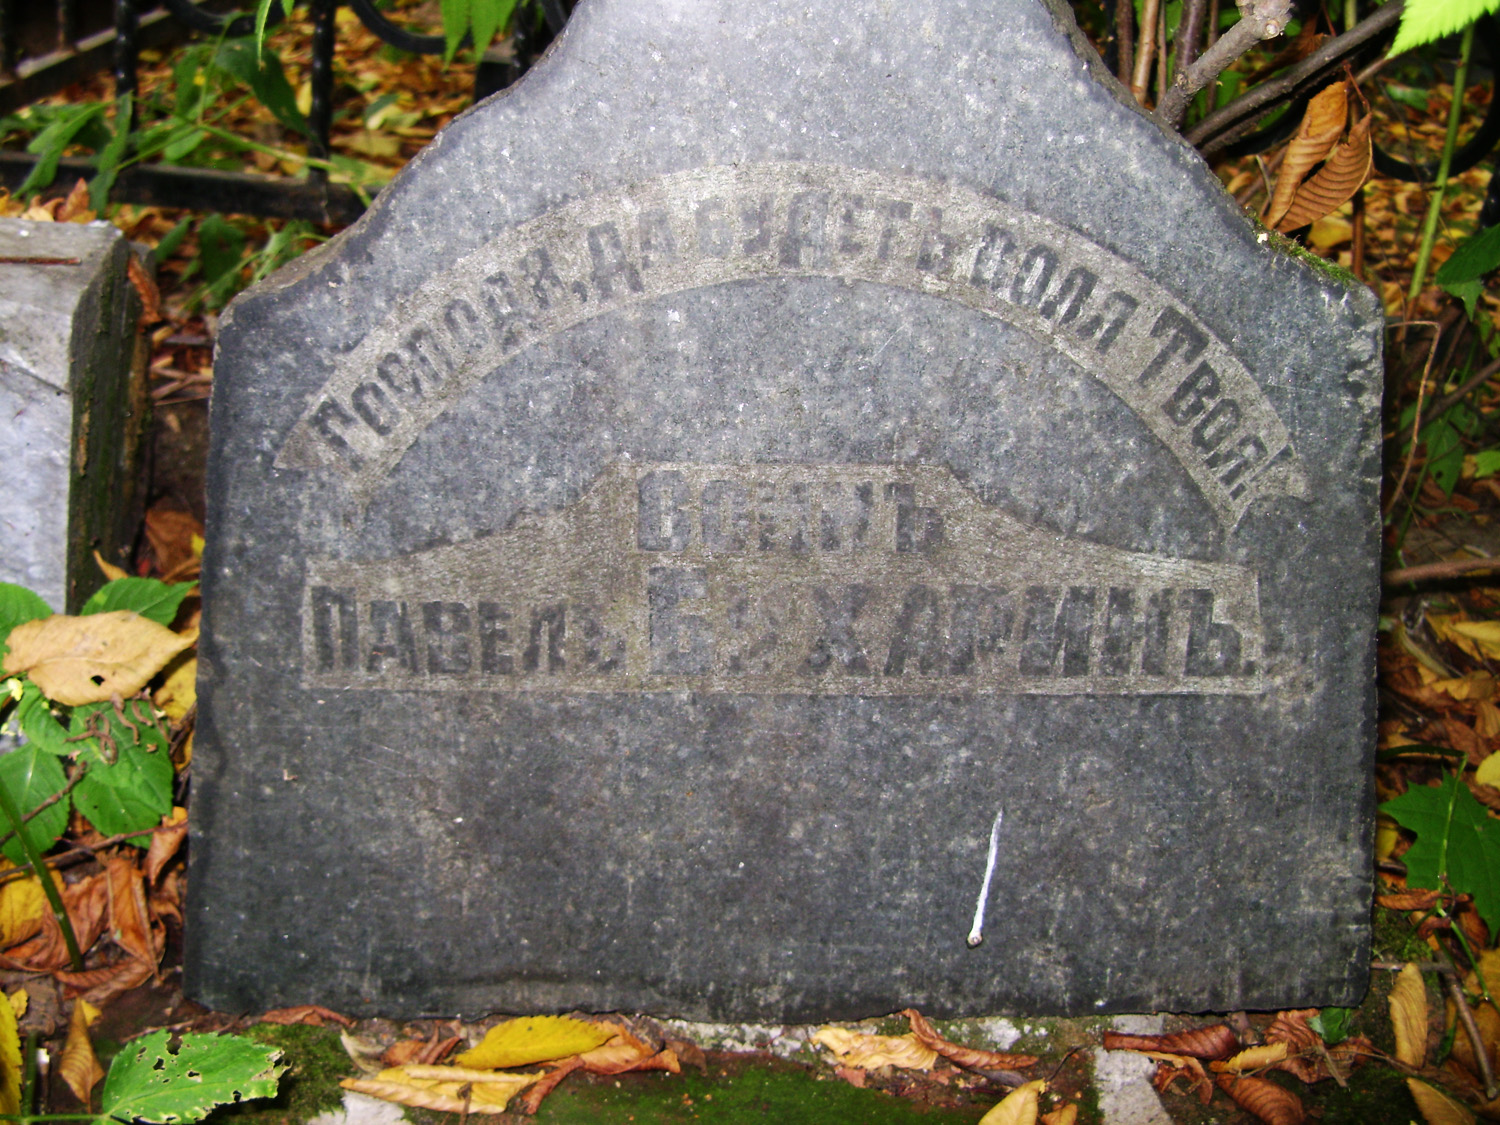 Господи, да будетъ воля Твоя!
Воинъ
Павелъ Бухаринъ.